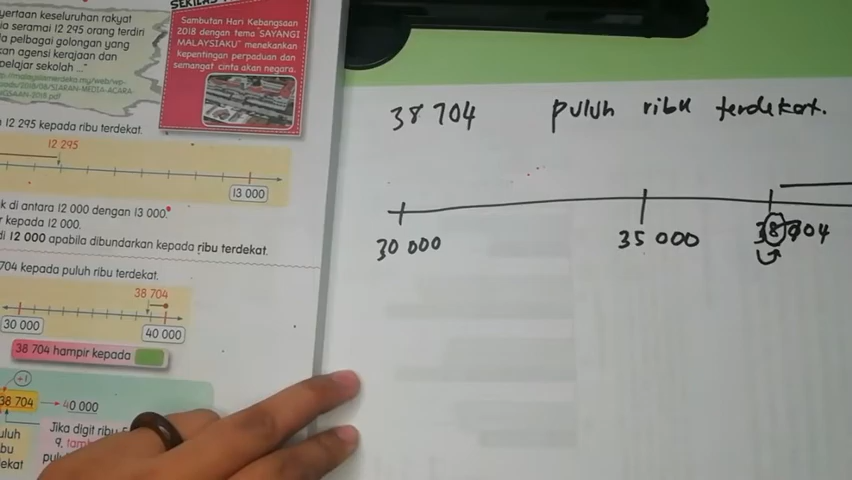 yertaan keseluruhan rakyat
ia seramai 12 295 orang terdiri
pelbagai golongan yang
kan agensi kerajaan dan
pelajar sekolah ..."
Sambutan Hari Kebangsaan
2018 dengan tema "SAYANGI
MALAYSIAKU" menekankan
kepentingan perpaduan dan
semangat cinta akan negara.
12 295 kepada ribu terdekat.
12 295
13 000
k di antara 12 000 dengan 13 000.
kepada 12 000.
di 12 000 apabila dibundarkan kepada ribu terdekat.
704 kepada puluh ribu terdekat.
38 704
30 000
40 000
38 704 hampir kepada
+1
38 704
40 000
Jika digit ribu
9, tam
uluh
bu
ekat
38 704 puluh ribu terdekat.
30 000
35 000
38 704